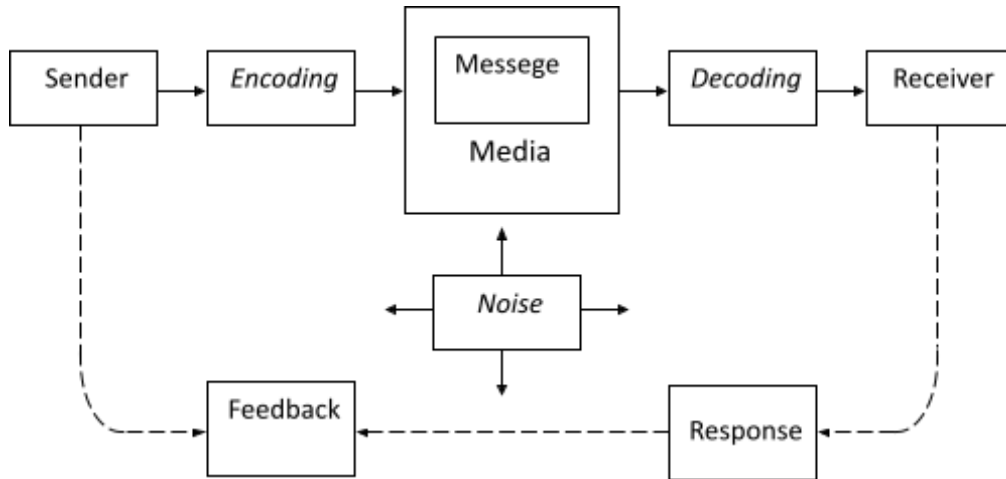 Sender
Encoding
Messege
Media
Decoding
Receiver
Noise
Feedback
Response